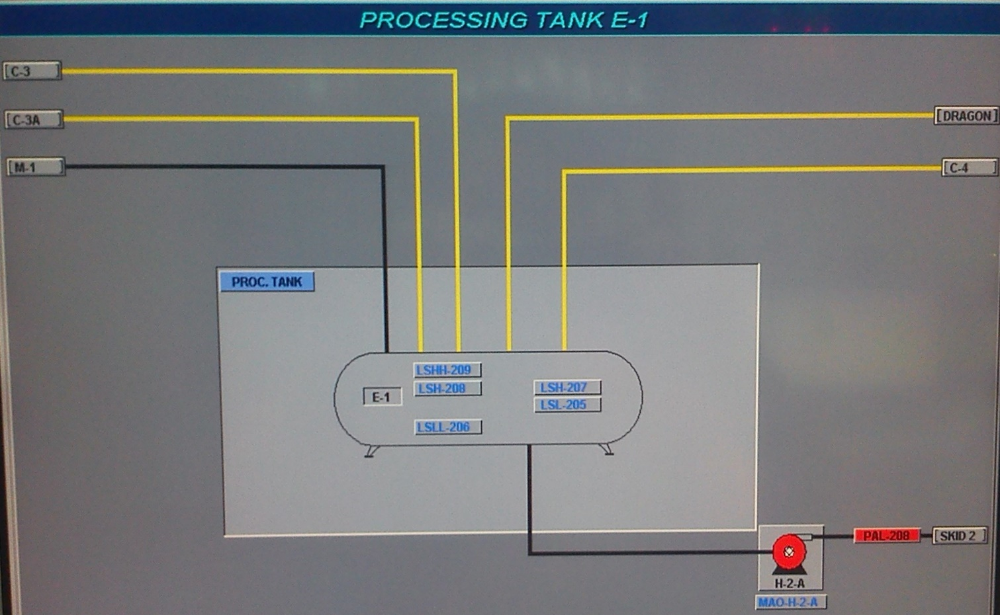 PROCESSING TANK E-1
[C-3 ]
[C-3A ]
[DRAGON]
[M-1 ]
[C-4 ]
PROC. TANK
LSHH-209
LSH-208
LSH-207
E-1
LSL-205
LSLL-206
PAL-208
[SKID 2 ]
H-2-A
MAO-H-2-A